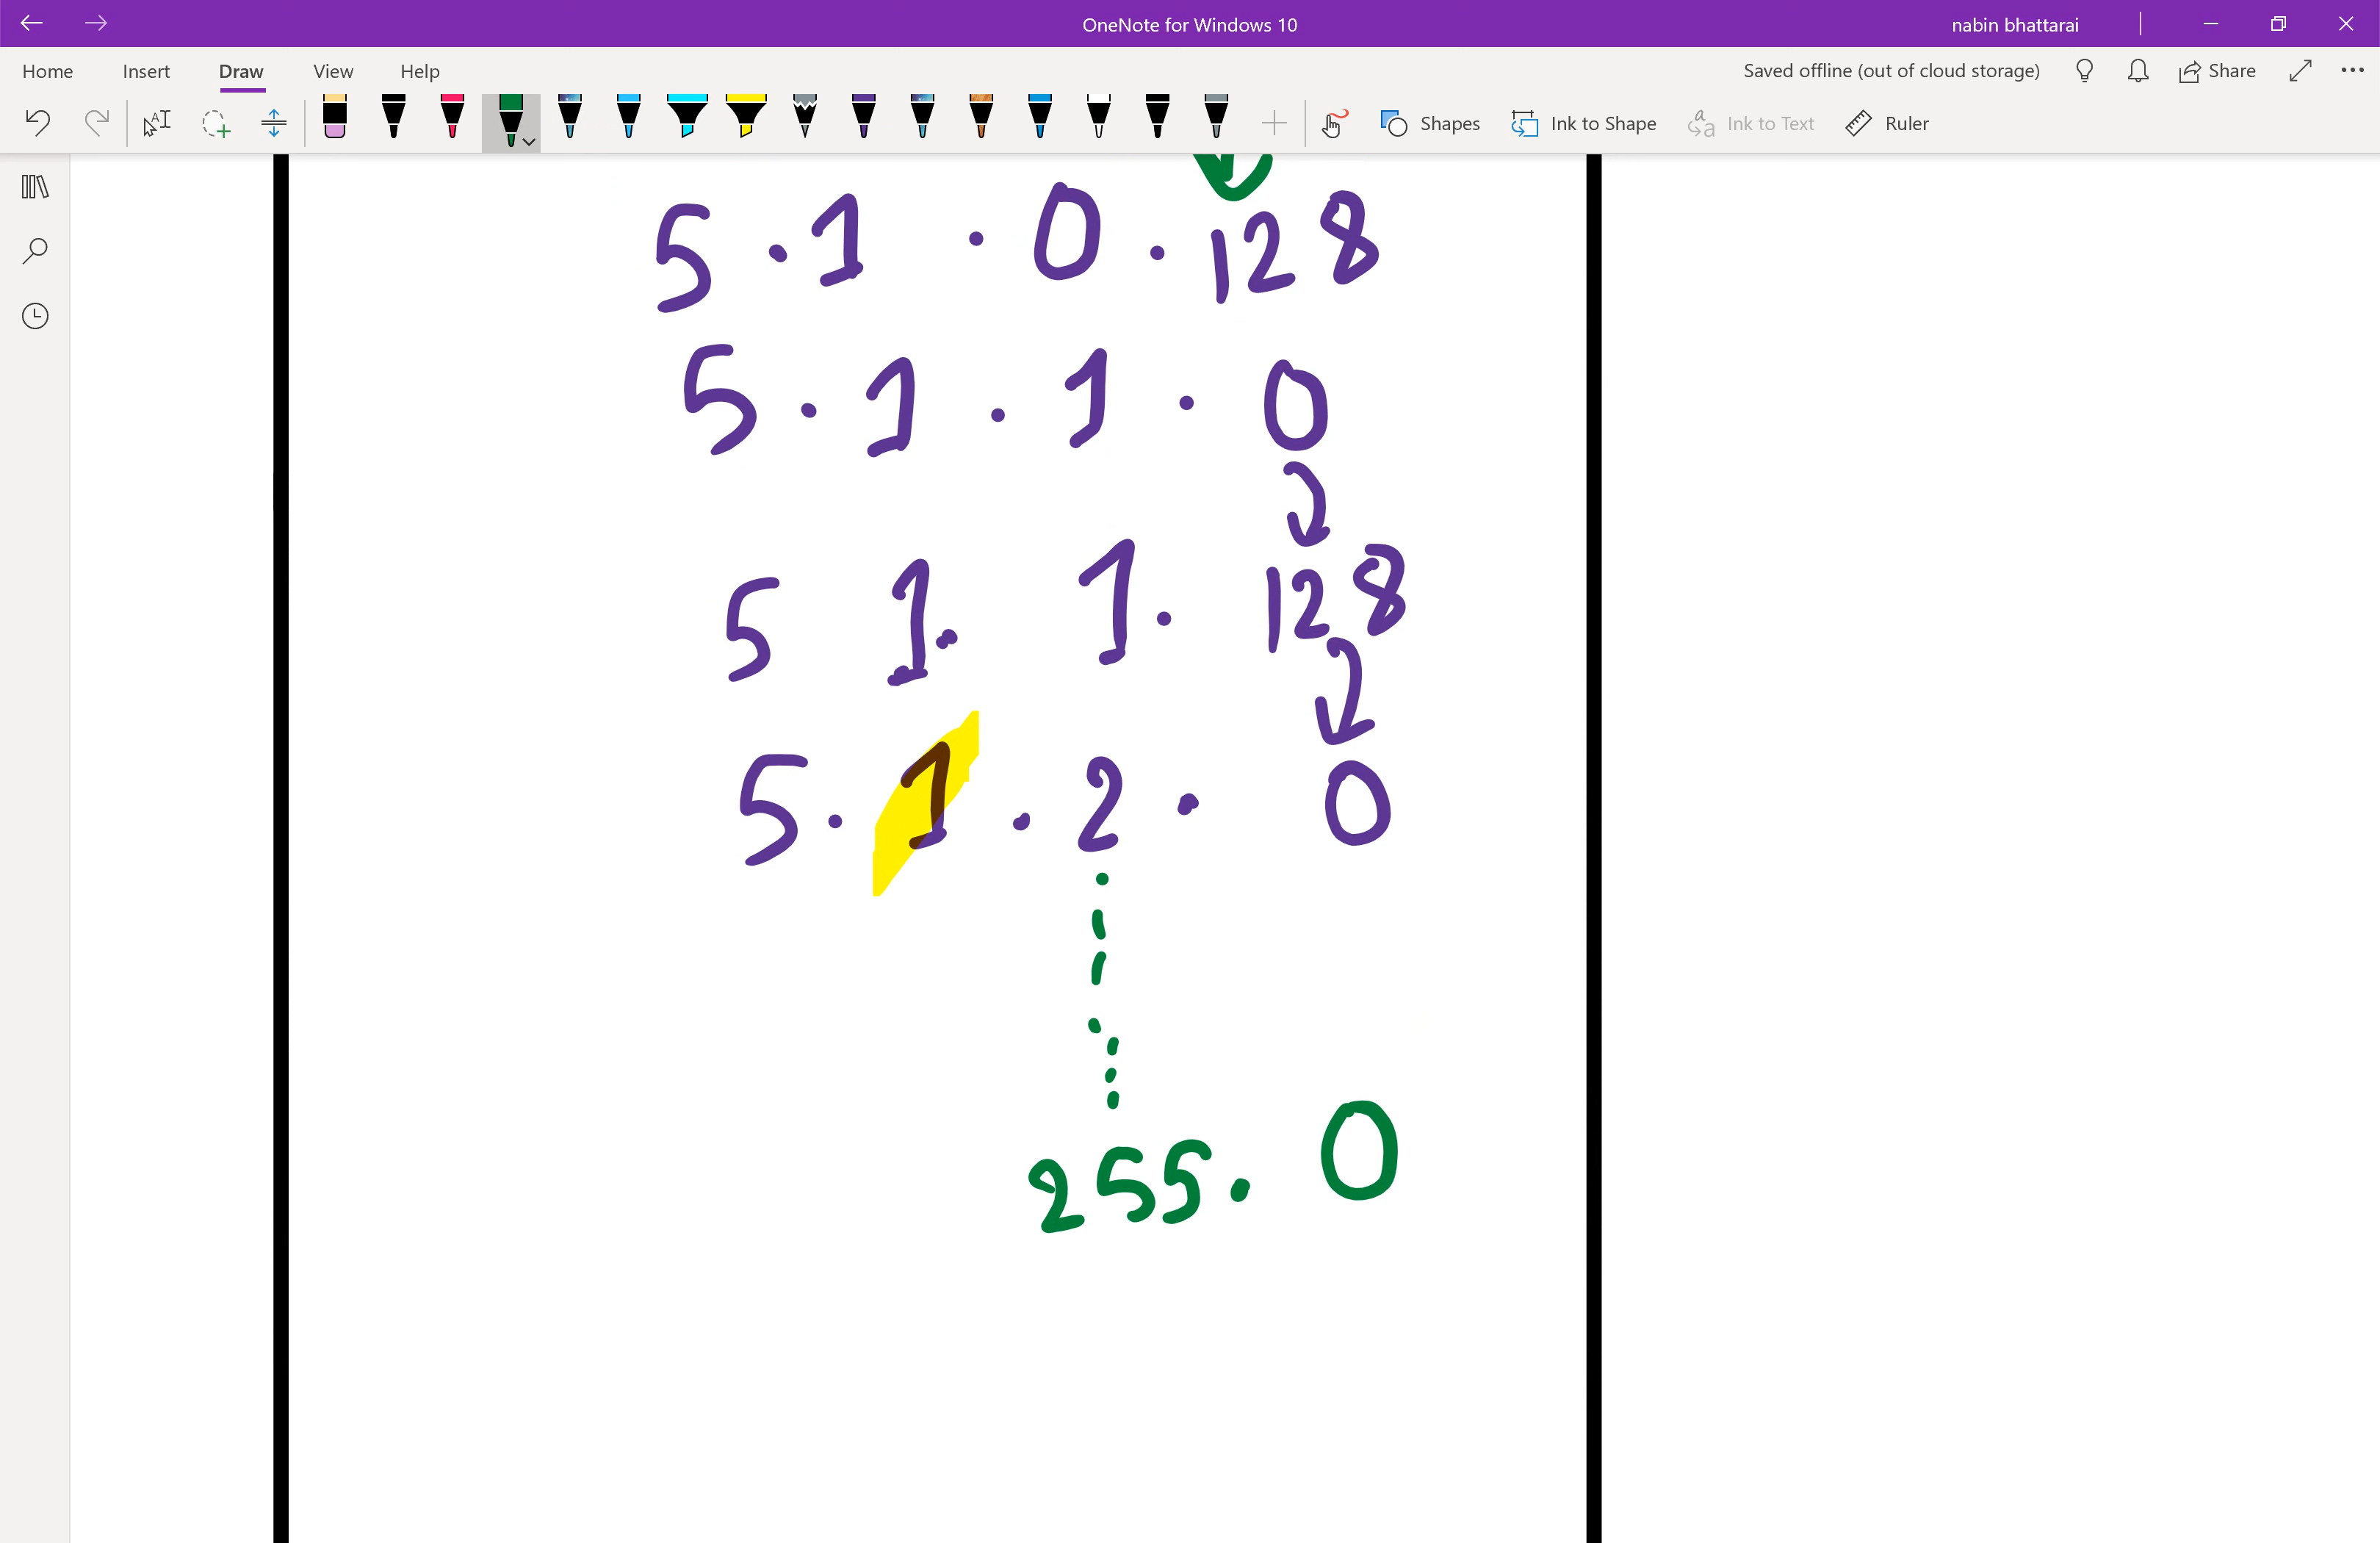 OneNote for Windows 10 nabin bhattarai
Home Insert Draw View Help Saved offline (out of cloud storage) Share
Shapes Ink to Shape Ink to Text Ruler
5 . 1 . 0 . 128
5 . 1 . 1 . 0
5 1 . 1 . 128
5 . 1 . 2 . 0
255 . 0